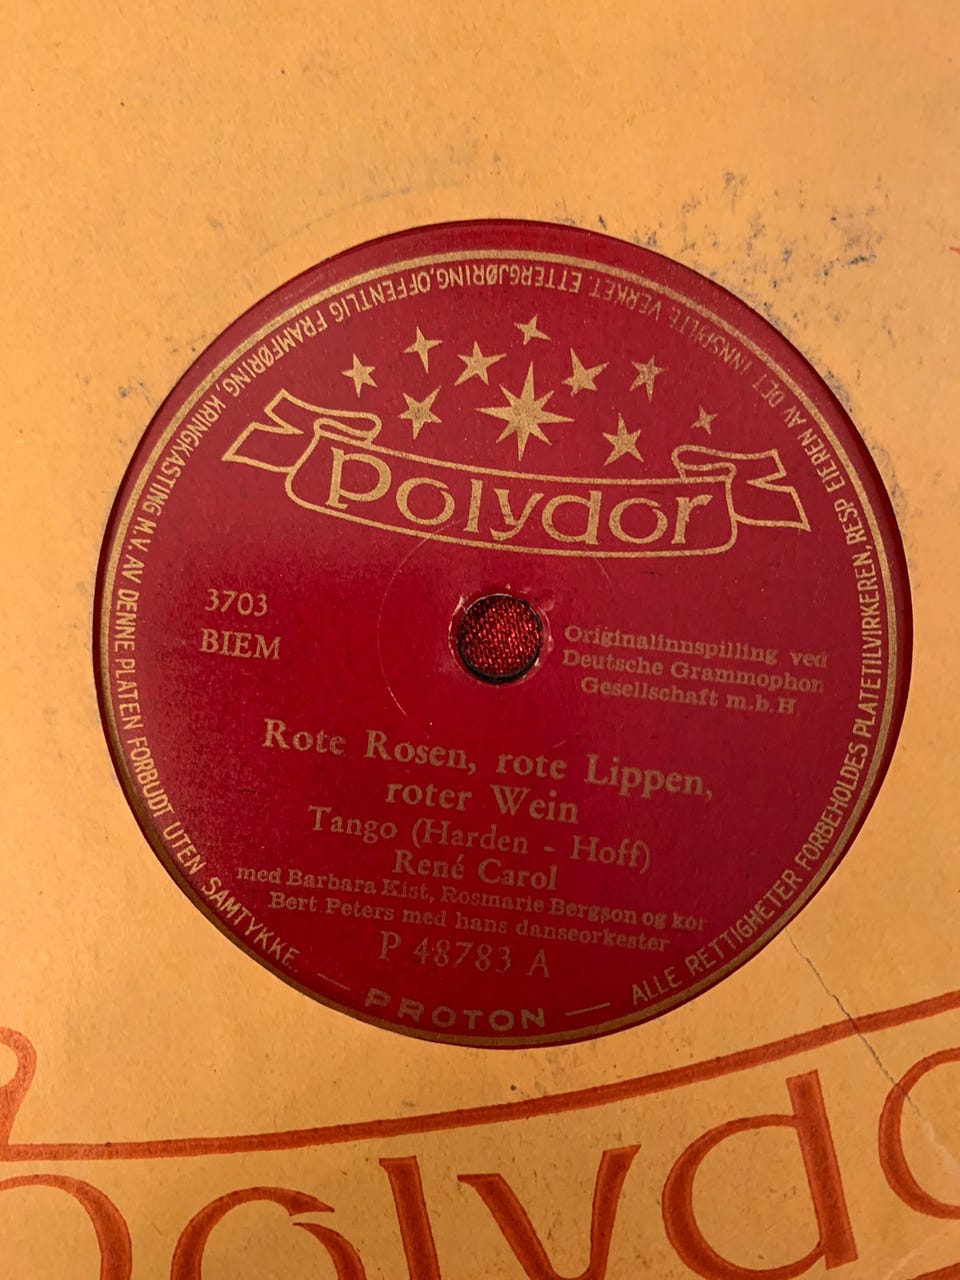 polydor
3703
BIEM
Originalinnspilling ved
Deutsche Grammophon
Gesellschaft m.b.H
Rote Rosen, rote Lippen,
roter Wein
Tango (Harden - Hoff)
René Carol
med Barbara Kist, Rosmarie Bergson og kor
Bert Peters med hans danseorkester
P 48783 A
— PROTON —
ALLE RETTIGHETER FORBEHOLDES PLATETILVIRKEREN, RESP EIEREN AV DET INNSPILTE VERKET. ETTERGJØRING, OFFENTLIG FRAMFØRING, KRINGKASTING M.V. AV DENNE PLATEN FORBUDT UTEN SAMTYKKE.
polydo